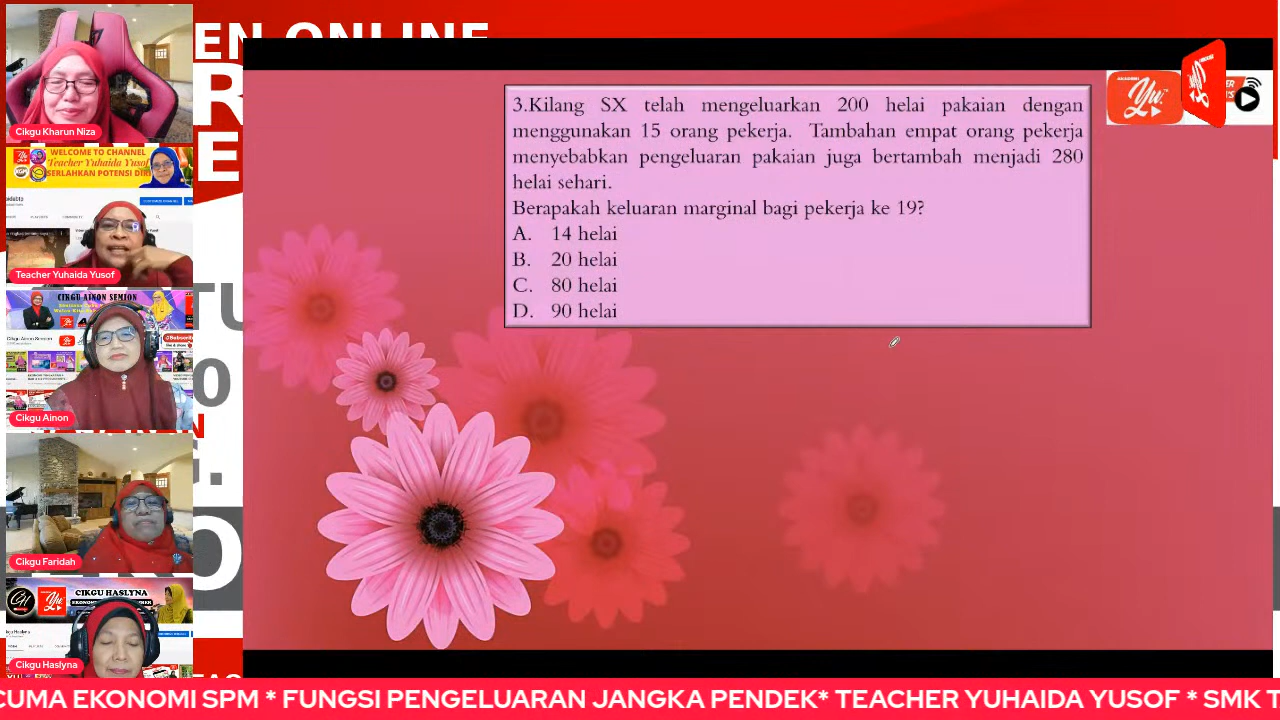 EN ONLINE
Cikgu Kharun Niza
WELCOME TO CHANNEL
Teacher Yuhaida Yusof
SERLAHKAN POTENSI DIRI
Teacher Yuhaida Yusof
CIKGU AINON SEMION
Cikgu Ainon
Cikgu Faridah
CIKGU HASLYNA
Cikgu Haslyna
3.Kilang SX telah mengeluarkan 200 helai pakaian dengan
menggunakan 15 orang pekerja. Tambahan empat orang pekerja
menyebabkan pengeluaran pakaian juga bertambah menjadi 280
helai sehari.
Berapakah keluaran marginal bagi pekerja ke 19?
A. 14 helai
B. 20 helai
C. 80 helai
D. 90 helai
CUMA EKONOMI SPM * FUNGSI PENGELUARAN JANGKA PENDEK* TEACHER YUHAIDA YUSOF * SMK T